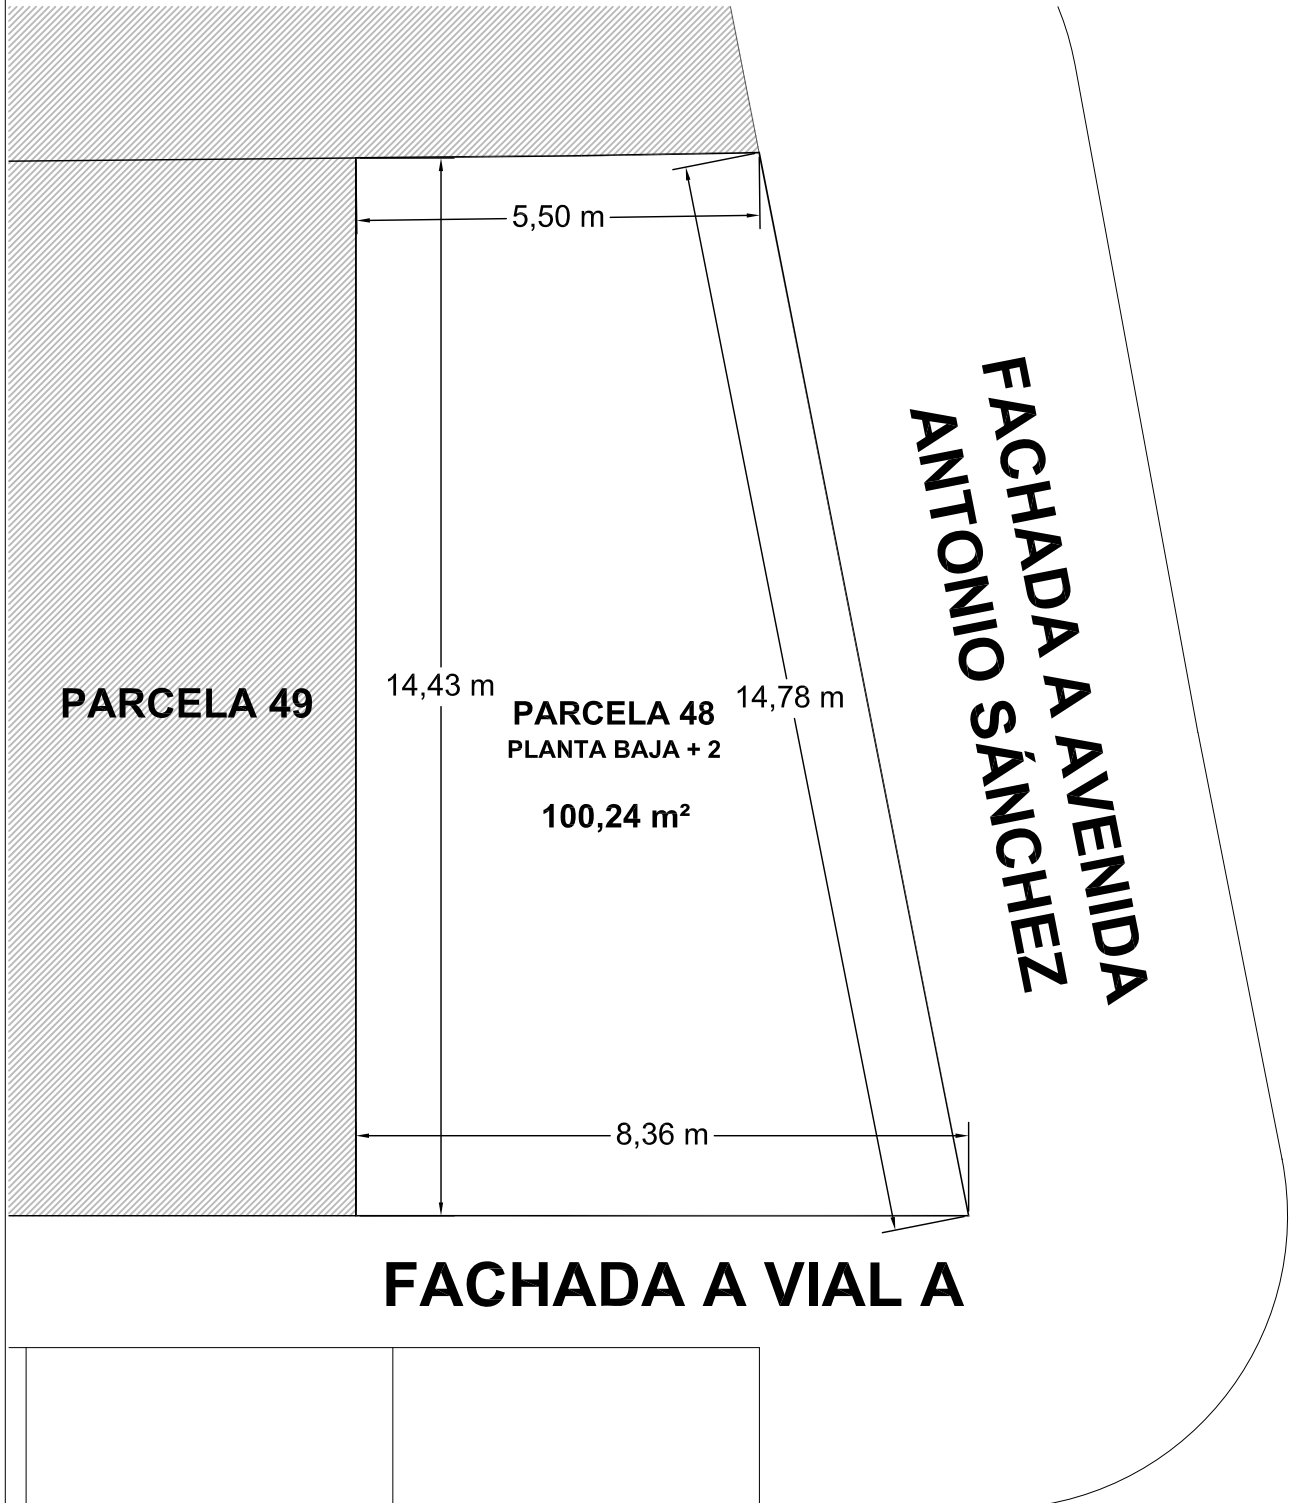 5,50 m
FACHADA A AVENIDA
ANTONIO SÁNCHEZ
PARCELA 49
14,43 m
PARCELA 48
14,78 m
PLANTA BAJA + 2
100,24 m²
8,36 m
FACHADA A VIAL A